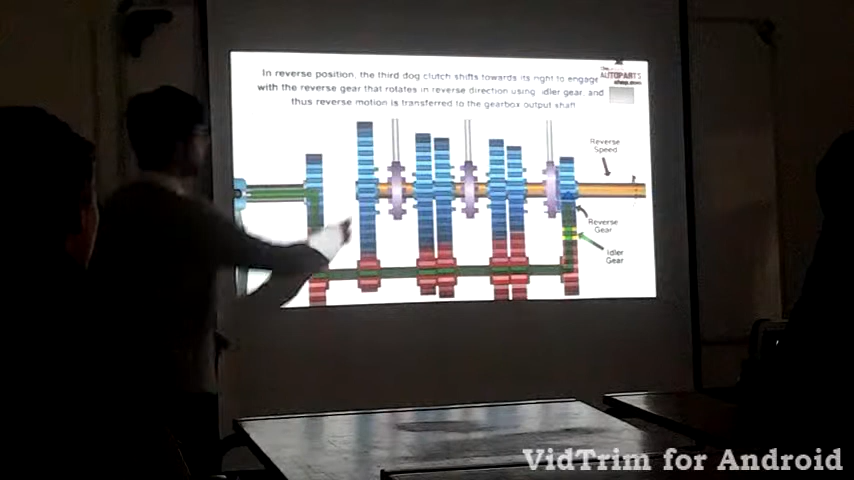 In reverse position, the third dog clutch shifts towards its right to engage
with the reverse gear that rotates in reverse direction using idler gear, and
thus reverse motion is transferred to the gearbox output shaft
AUTOPARTS
Reverse
Speed
Reverse
Gear
Idler
Gear
VidTrim for Android